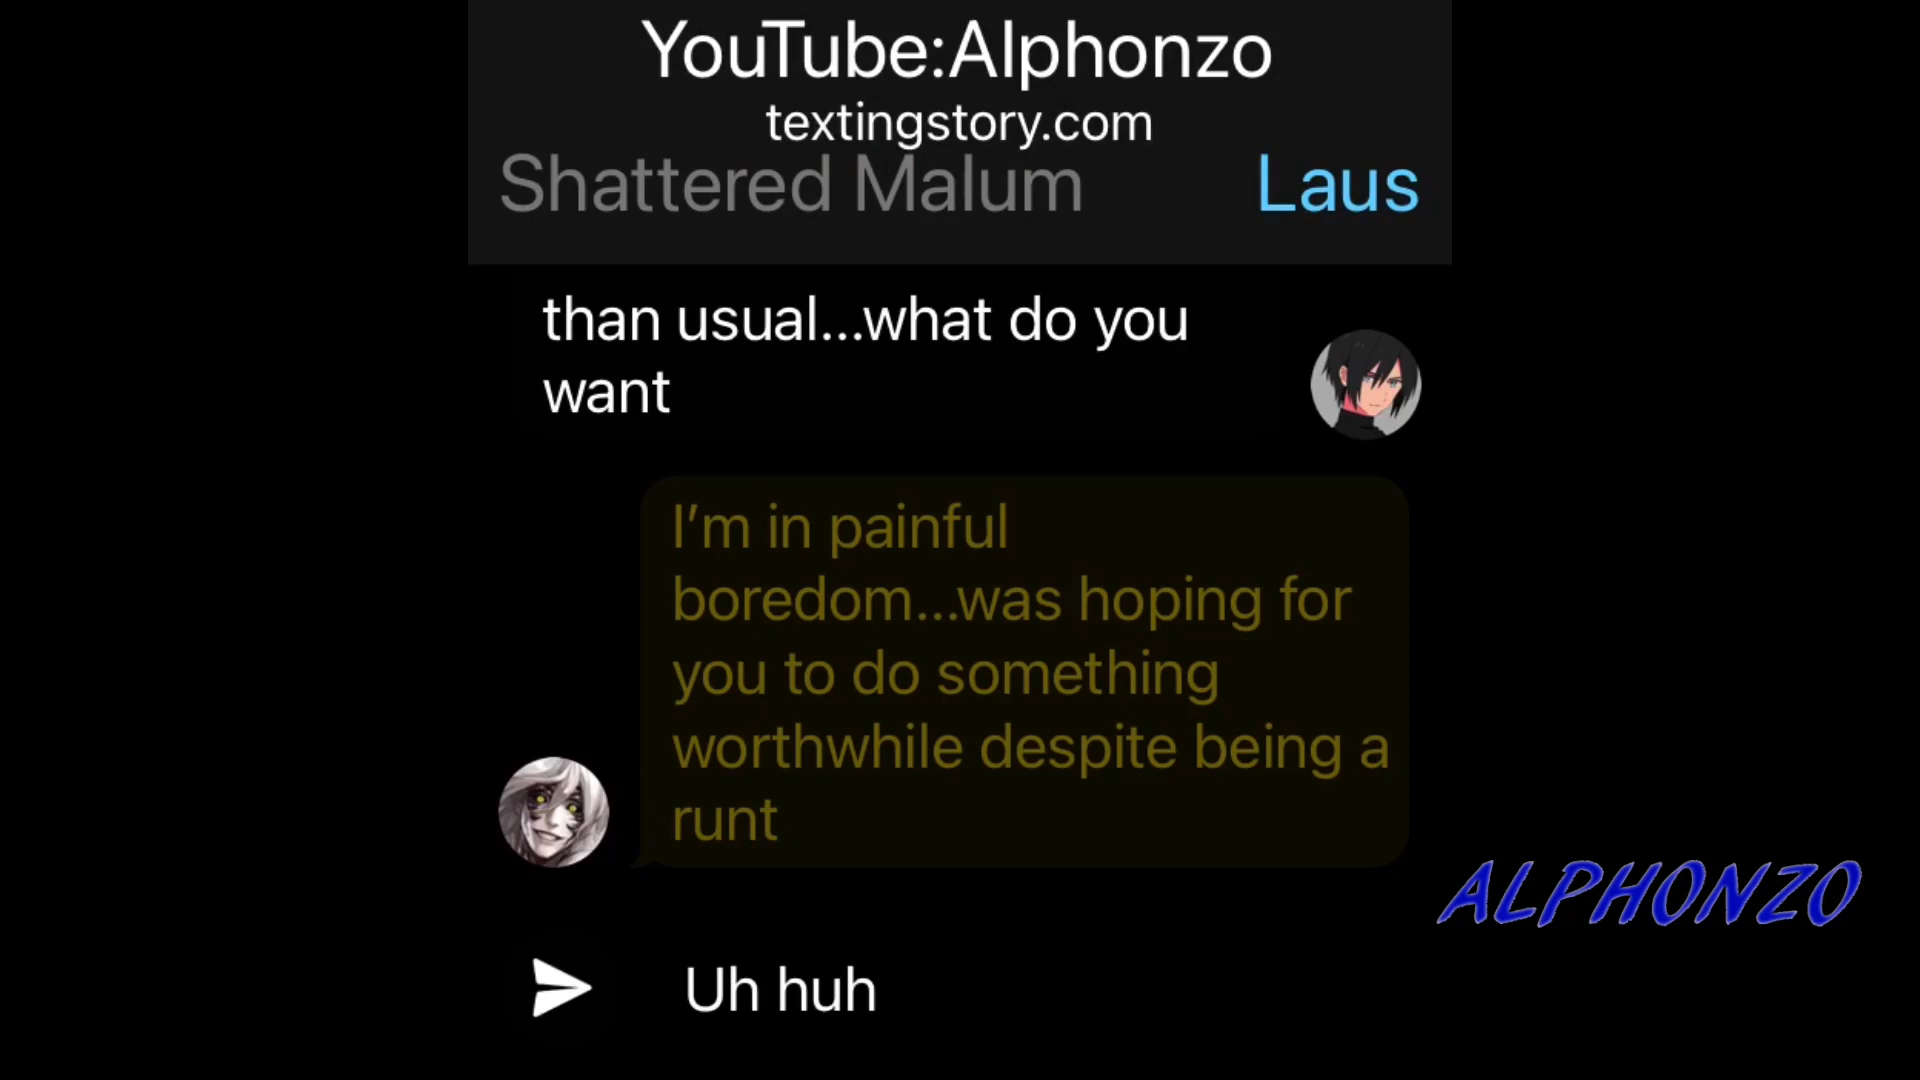 YouTube:Alphonzo
textingstory.com
Shattered Malum
Laus
than usual...what do you
want
I’m in painful
boredom...was hoping for
you to do something
worthwhile despite being a
runt
ALPHONZO
Uh huh